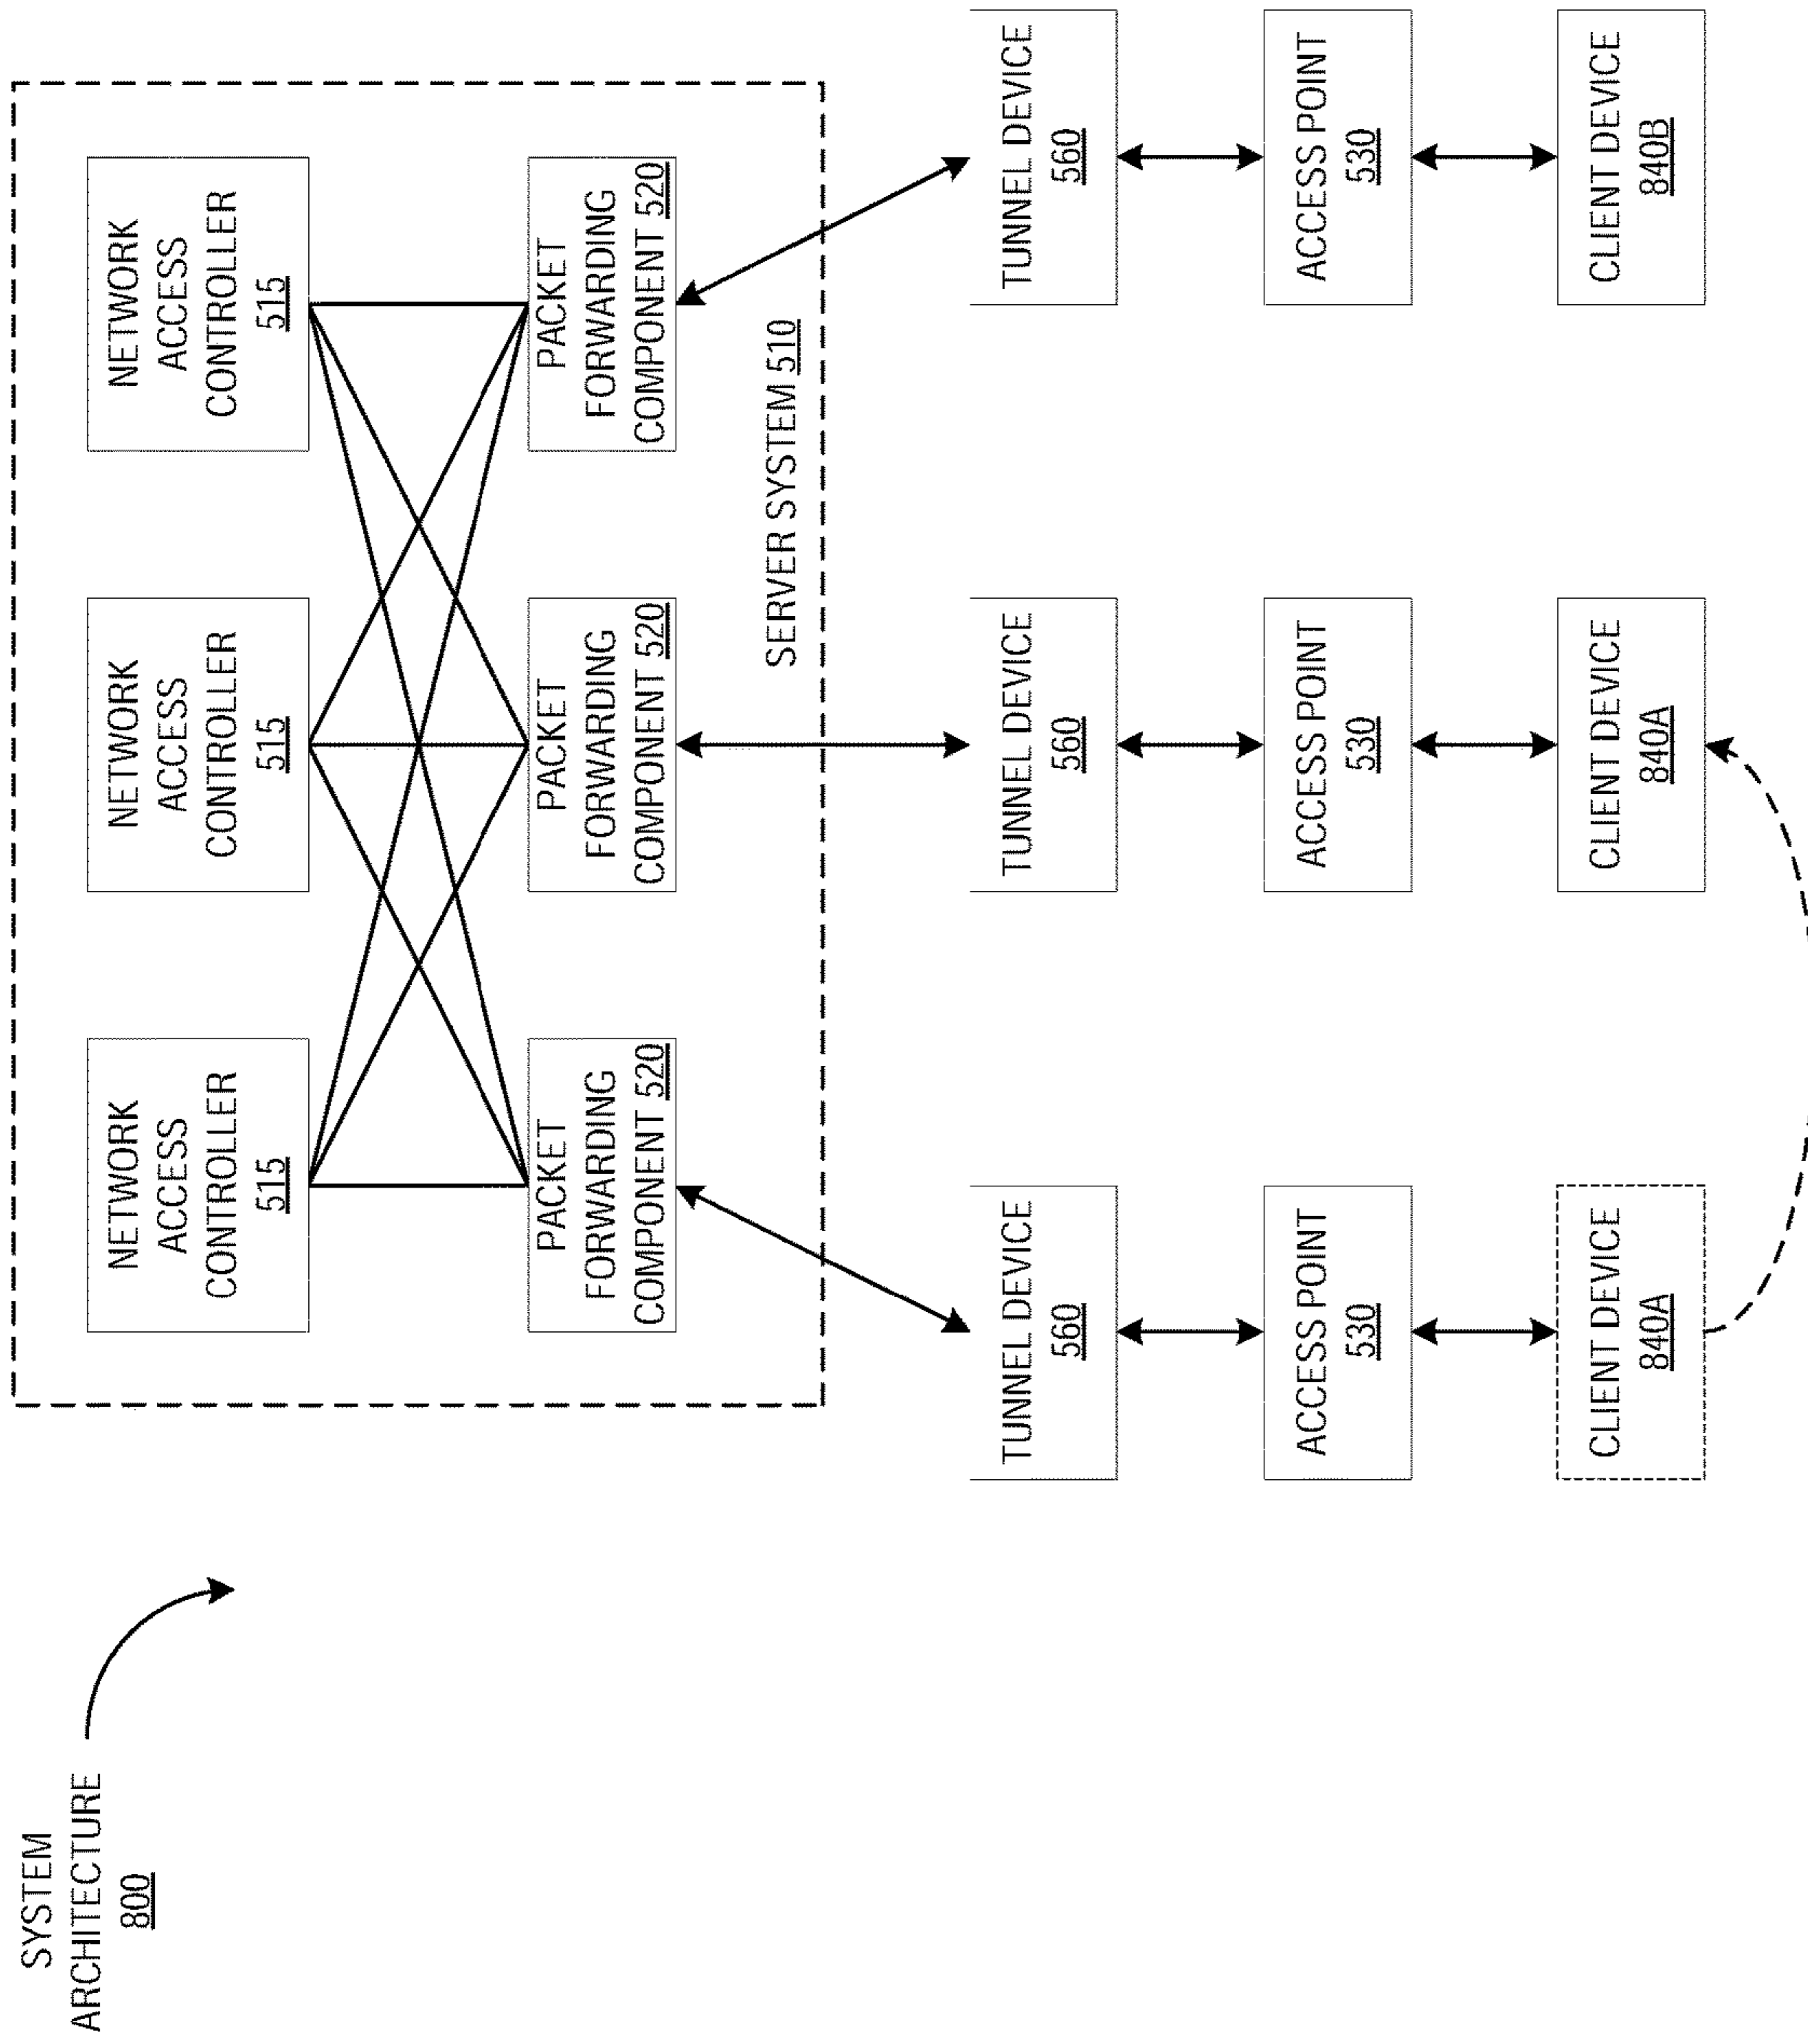 SYSTEM
ARCHITECTURE
800
NETWORK
ACCESS
CONTROLLER
515
NETWORK
ACCESS
CONTROLLER
515
NETWORK
ACCESS
CONTROLLER
515
PACKET
FORWARDING
COMPONENT 520
PACKET
FORWARDING
COMPONENT 520
PACKET
FORWARDING
COMPONENT 520
SERVER SYSTEM 510
TUNNEL DEVICE
560
TUNNEL DEVICE
560
TUNNEL DEVICE
560
ACCESS POINT
530
ACCESS POINT
530
ACCESS POINT
530
CLIENT DEVICE
840A
CLIENT DEVICE
840A
CLIENT DEVICE
840B